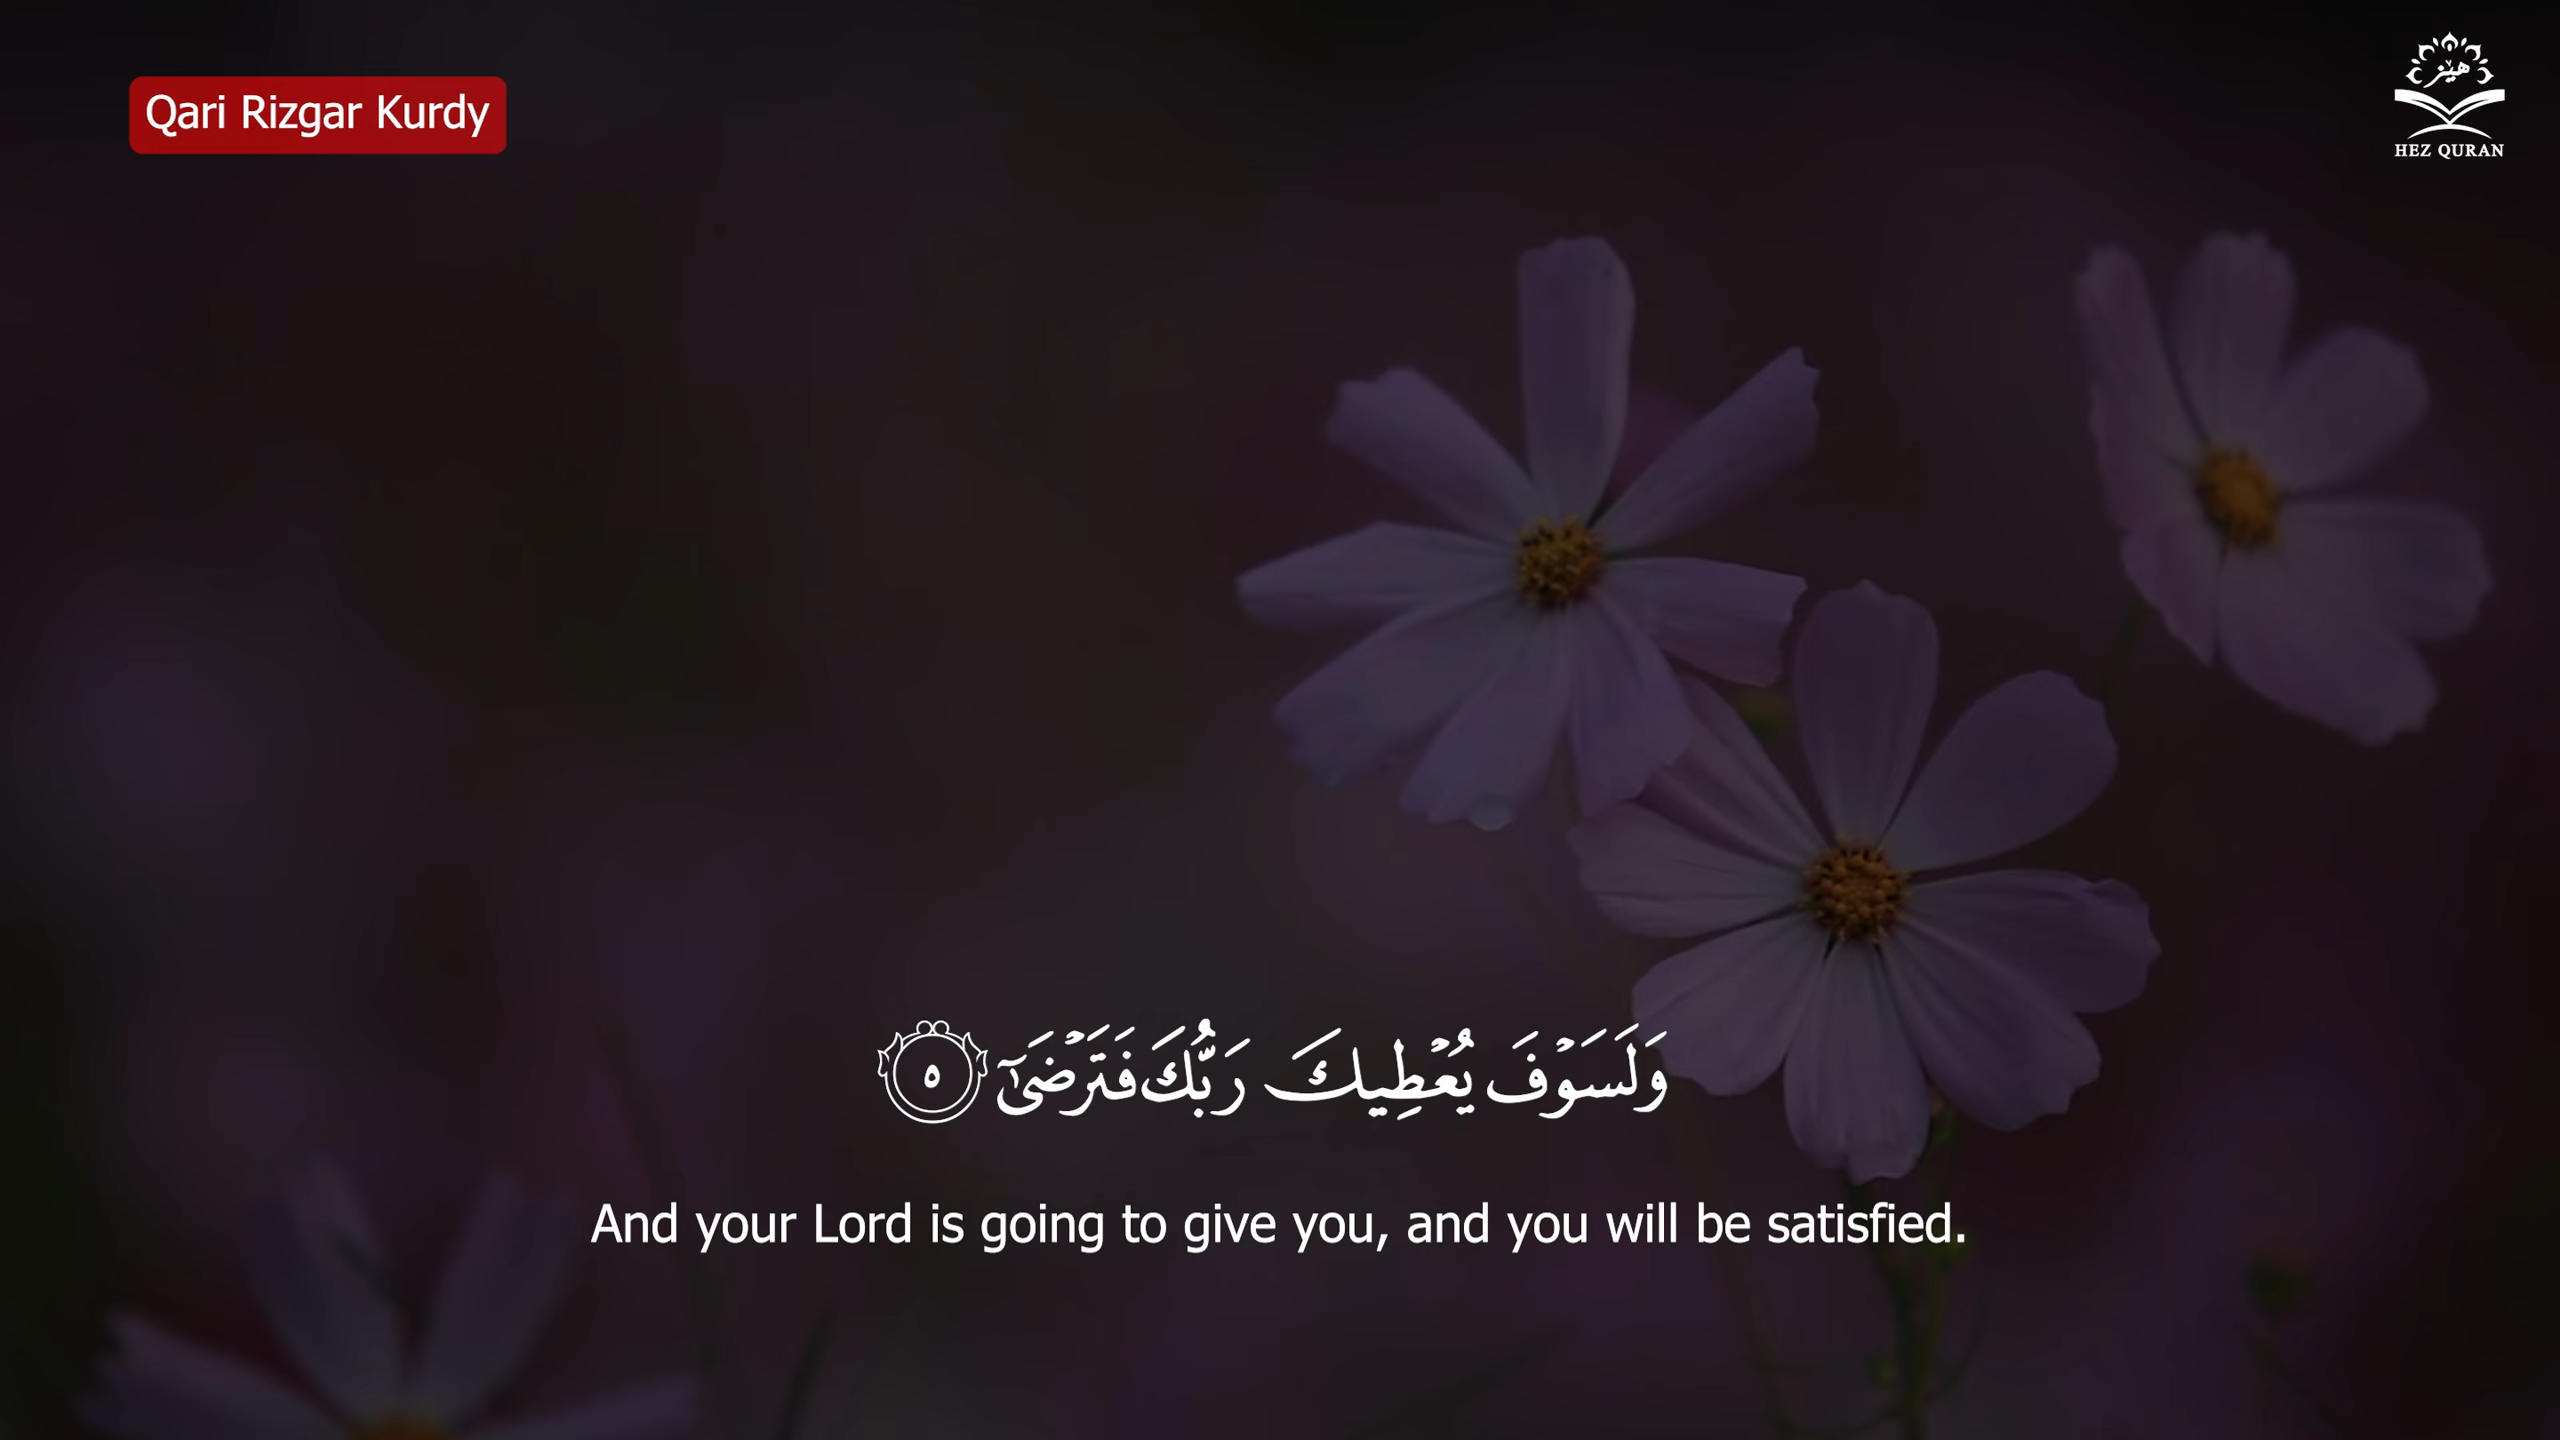 Qari Rizgar Kurdy
هێز
HEZ QURAN
وَلَسَوْفَ يُعْطِيكَ رَبُّكَ فَتَرْضَىٰٓ ٥
And your Lord is going to give you, and you will be satisfied.